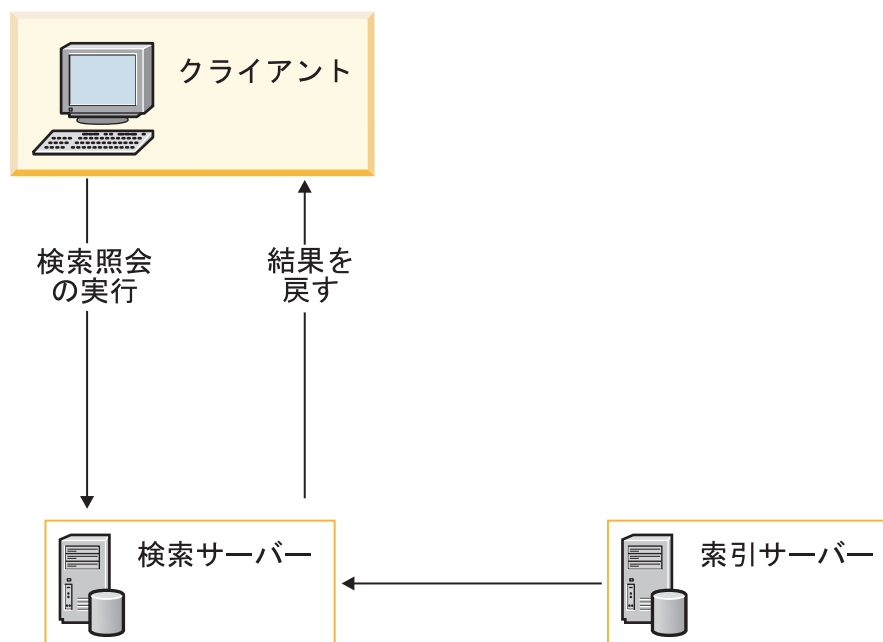 クライアント
検索照会
の実行
結果を
戻す
検索サーバー
索引サーバー